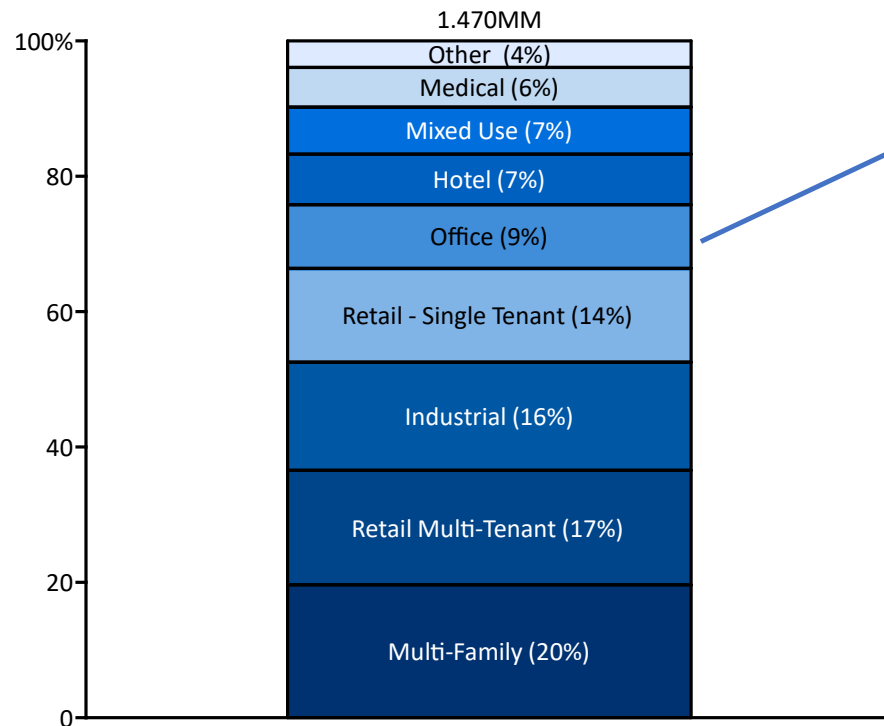 1.470MM
100%
80
60
40
20
0
Other (4%)
Medical (6%)
Mixed Use (7%)
Hotel (7%)
Office (9%)
Retail - Single Tenant (14%)
Industrial (16%)
Retail Multi-Tenant (17%)
Multi-Family (20%)